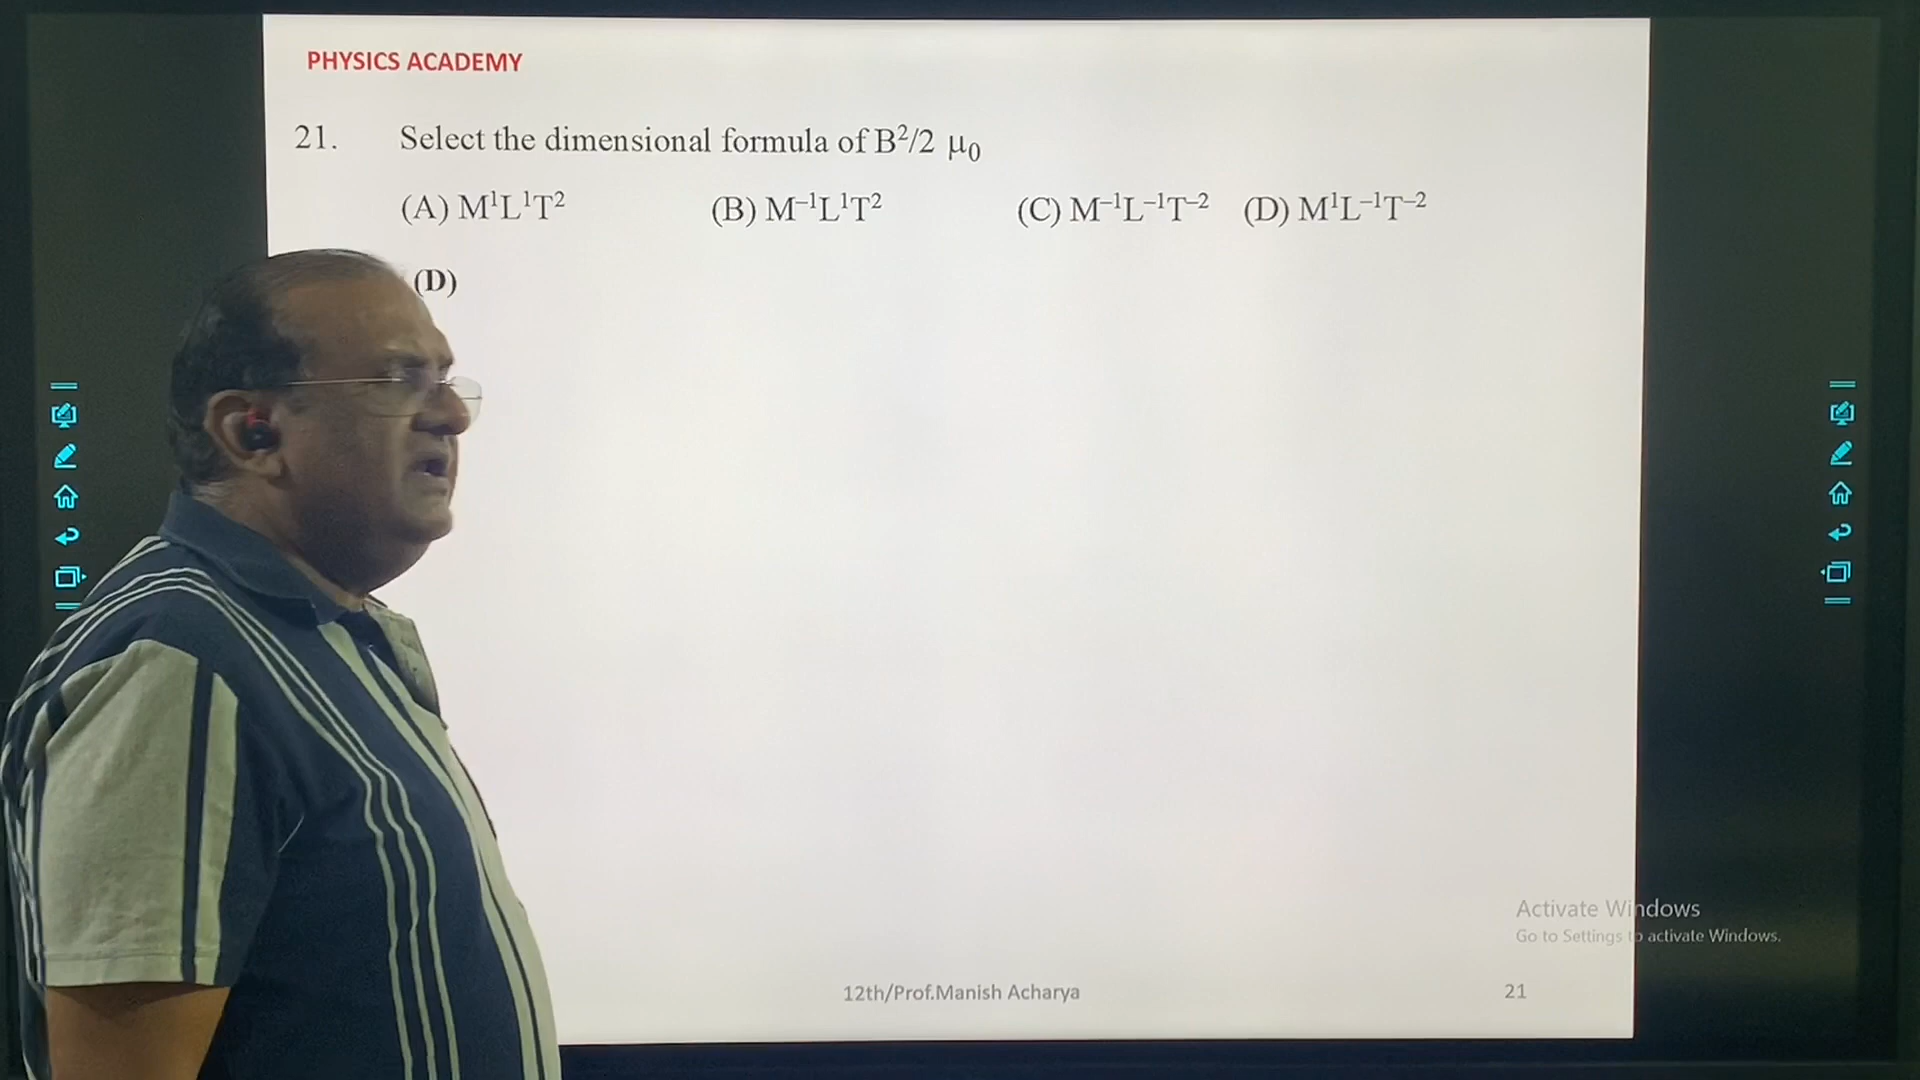 PHYSICS ACADEMY
21. Select the dimensional formula of B²/2 μ₀
(A) M¹L¹T² (B) M⁻¹L¹T² (C) M⁻¹L⁻¹T⁻² (D) M¹L⁻¹T⁻²
(D)
Activate Windows
Go to Settings to activate Windows.
12th/Prof.Manish Acharya 21